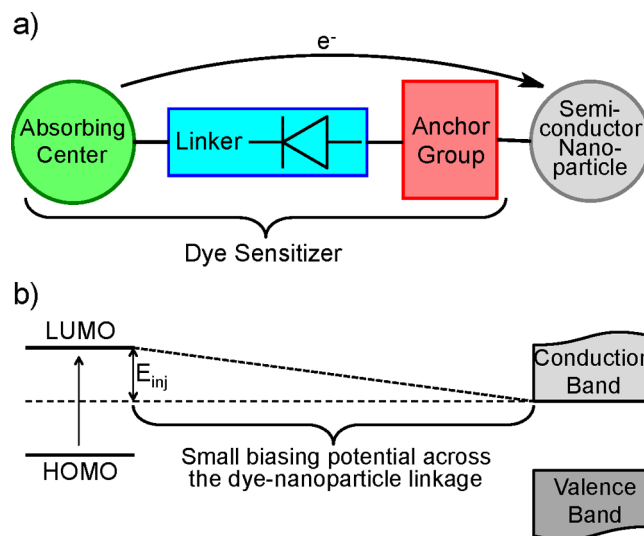 a)
e-
Absorbing
Center
Linker
Anchor
Group
Semi-
conductor
Nano-
particle
Dye Sensitizer
b)
LUMO
Einj
HOMO
Small biasing potential across
the dye-nanoparticle linkage
Conduction
Band
Valence
Band